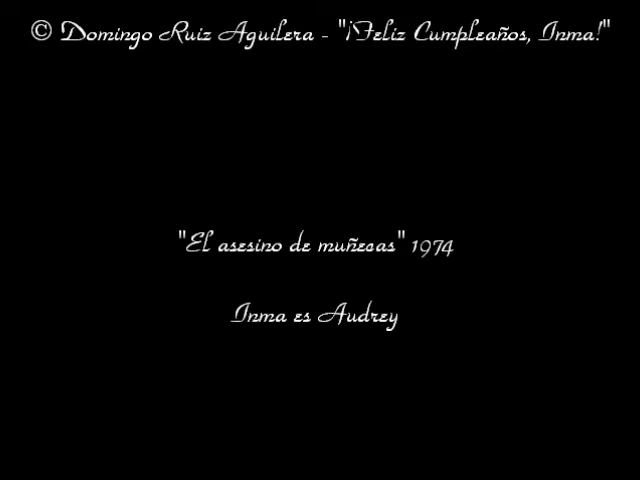 © Domingo Ruiz Aguilera - "¡Feliz Cumpleaños, Inma!"
"El asesino de muñecas" 1974
Inma es Audrey